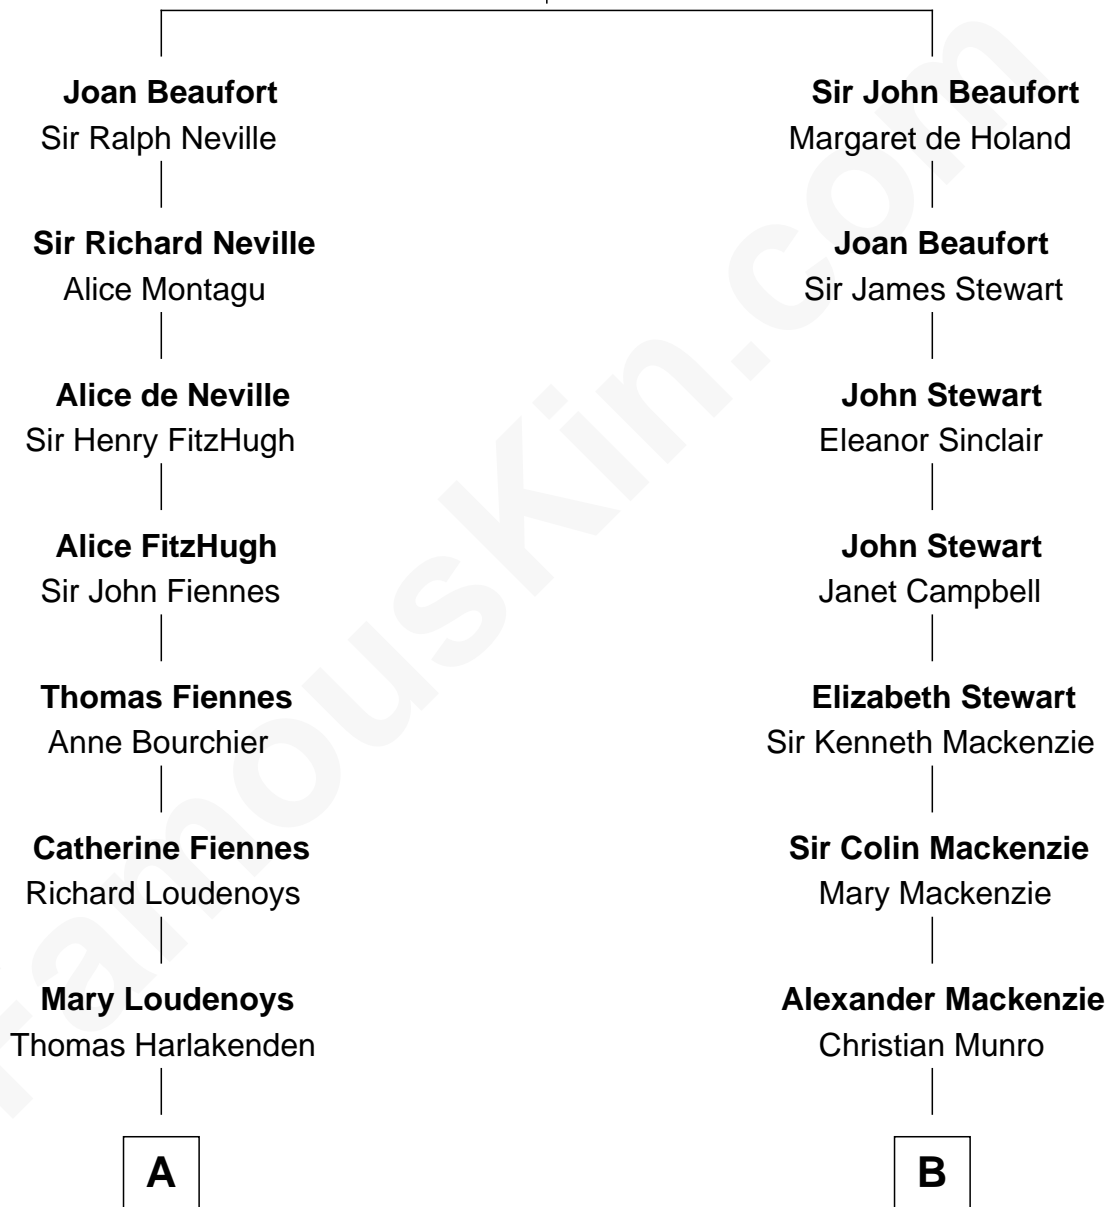 Joan Beaufort
Sir Ralph Neville
Sir Richard Neville
Alice Montagu
Alice de Neville
Sir Henry FitzHugh
Alice FitzHugh
Sir John Fiennes
Thomas Fiennes
Anne Bourchier
Catherine Fiennes
Richard Loudenoys
Mary Loudenoys
Thomas Harlakenden
A
Sir John Beaufort
Margaret de Holand
Joan Beaufort
Sir James Stewart
John Stewart
Eleanor Sinclair
John Stewart
Janet Campbell
Elizabeth Stewart
Sir Kenneth Mackenzie
Sir Colin Mackenzie
Mary Mackenzie
Alexander Mackenzie
Christian Munro
B
FamousKin.com